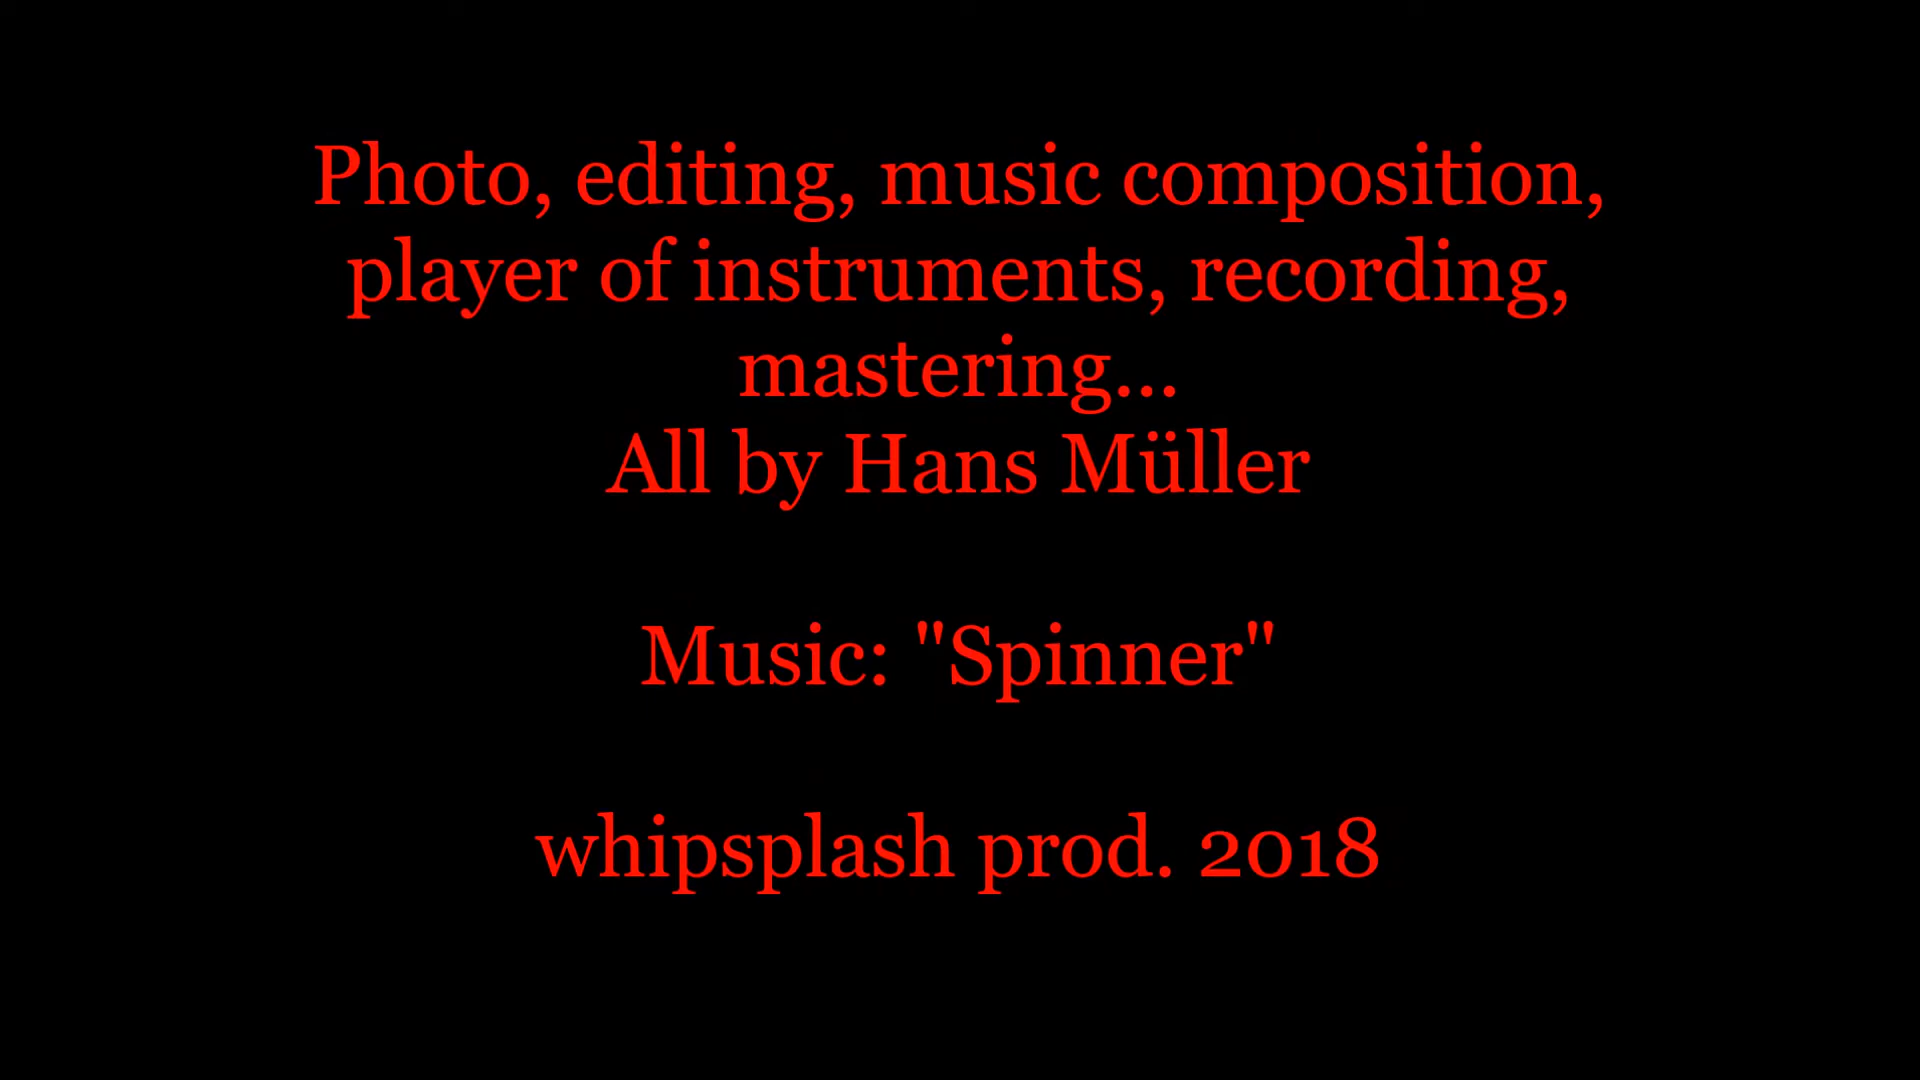 Photo, editing, music composition,
player of instruments, recording,
mastering...
All by Hans Müller
Music: "Spinner"
whipsplash prod. 2018